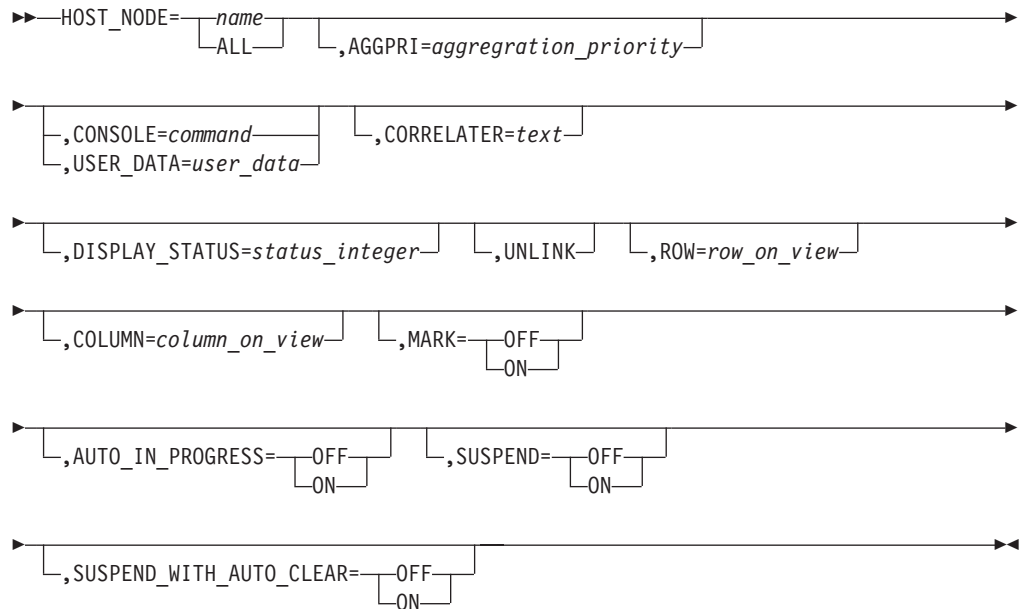 HOST_NODE= name
ALL ,AGGPRI=aggregration_priority
,CONSOLE=command ,CORRELATER=text
,USER_DATA=user_data
,DISPLAY_STATUS=status_integer ,UNLINK ,ROW=row_on_view
,COLUMN=column_on_view ,MARK= OFF
ON
,AUTO_IN_PROGRESS= OFF ,SUSPEND= OFF
ON ON
,SUSPEND_WITH_AUTO_CLEAR= OFF
ON